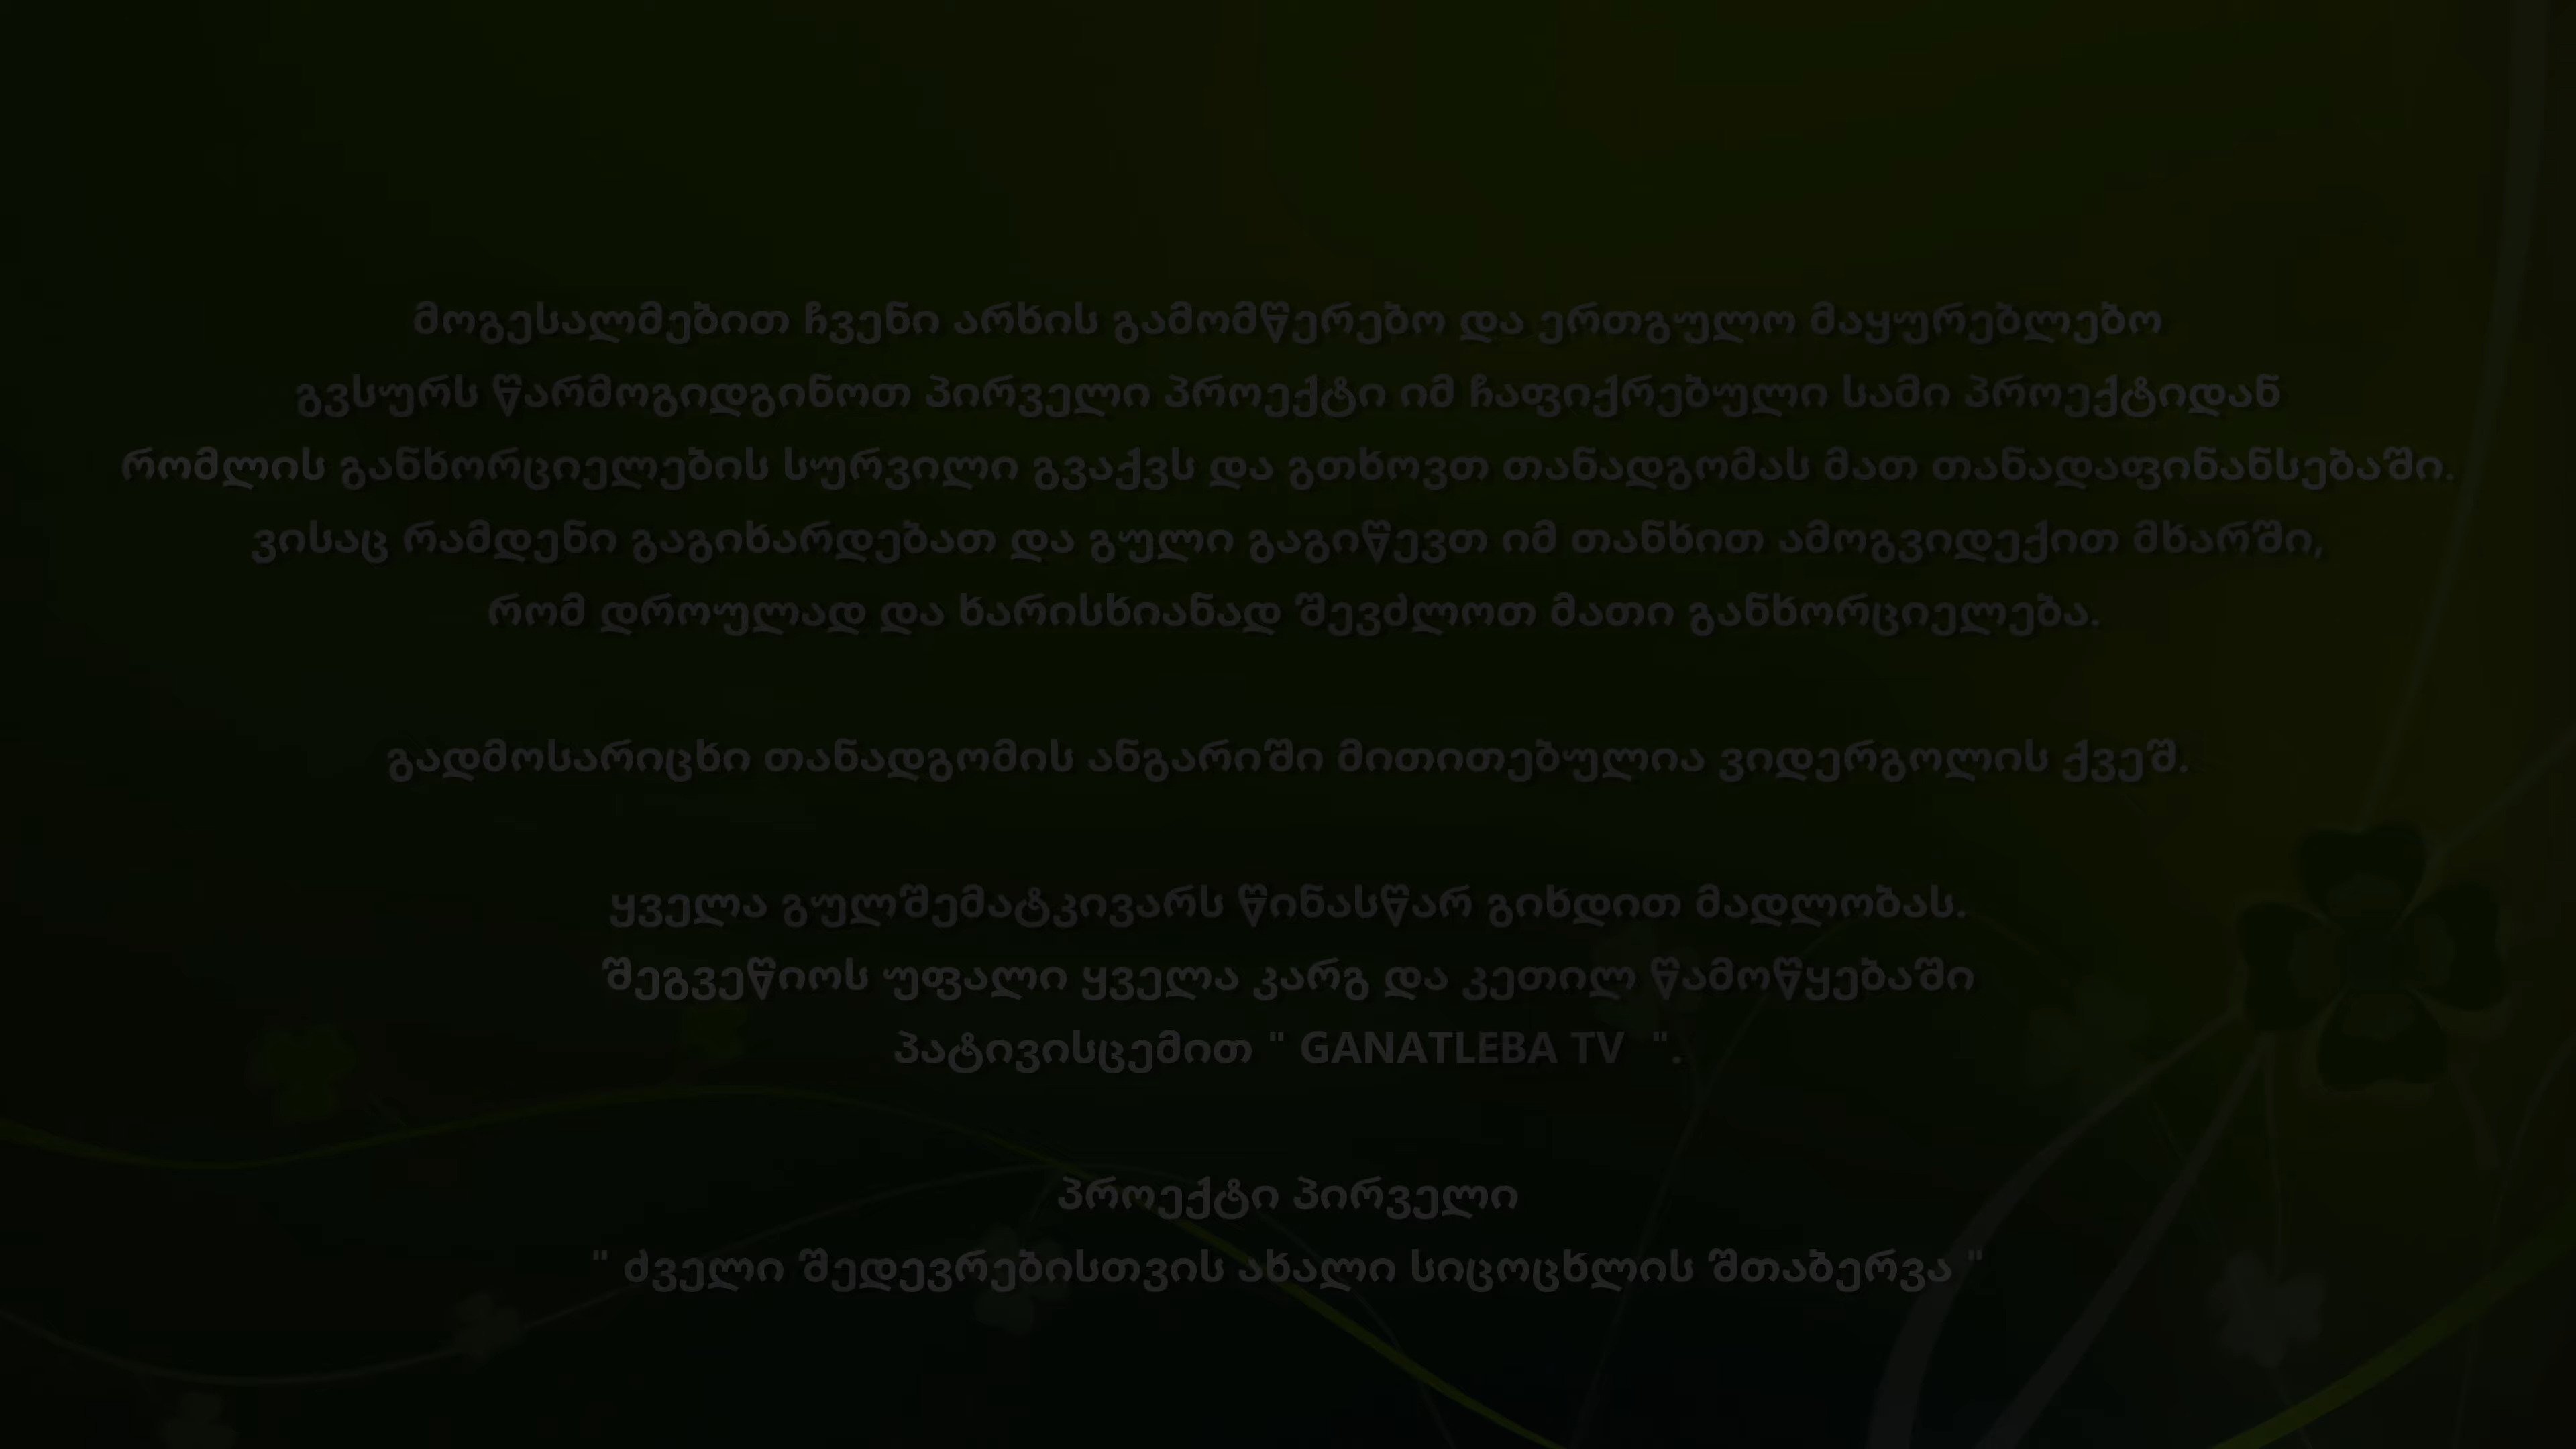 მოგესალმებით ჩვენი არხის გამომწერებო და ერთგულო მაყურებლებო
გვსურს წარმოგიდგინოთ პირველი პროექტი იმ ჩაფიქრებული სამი პროექტიდან
რომლის განხორციელების სურვილი გვაქვს და გთხოვთ თანადგომას მათ თანადაფინანსებაში.
ვისაც რამდენი გაგიხარდებათ და გული გაგიწევთ იმ თანხით ამოგვიდექით მხარში,
რომ დროულად და ხარისხიანად შევძლოთ მათი განხორციელება.
გადმოსარიცხი თანადგომის ანგარიში მითითებულია ვიდერგოლის ქვეშ.
ყველა გულშემატკივარს წინასწარ გიხდით მადლობას.
შეგვეწიოს უფალი ყველა კარგ და კეთილ წამოწყებაში
პატივისცემით " GANATLEBA TV ".
პროექტი პირველი
" ძველი შედევრებისთვის ახალი სიცოცხლის შთაბერვა "